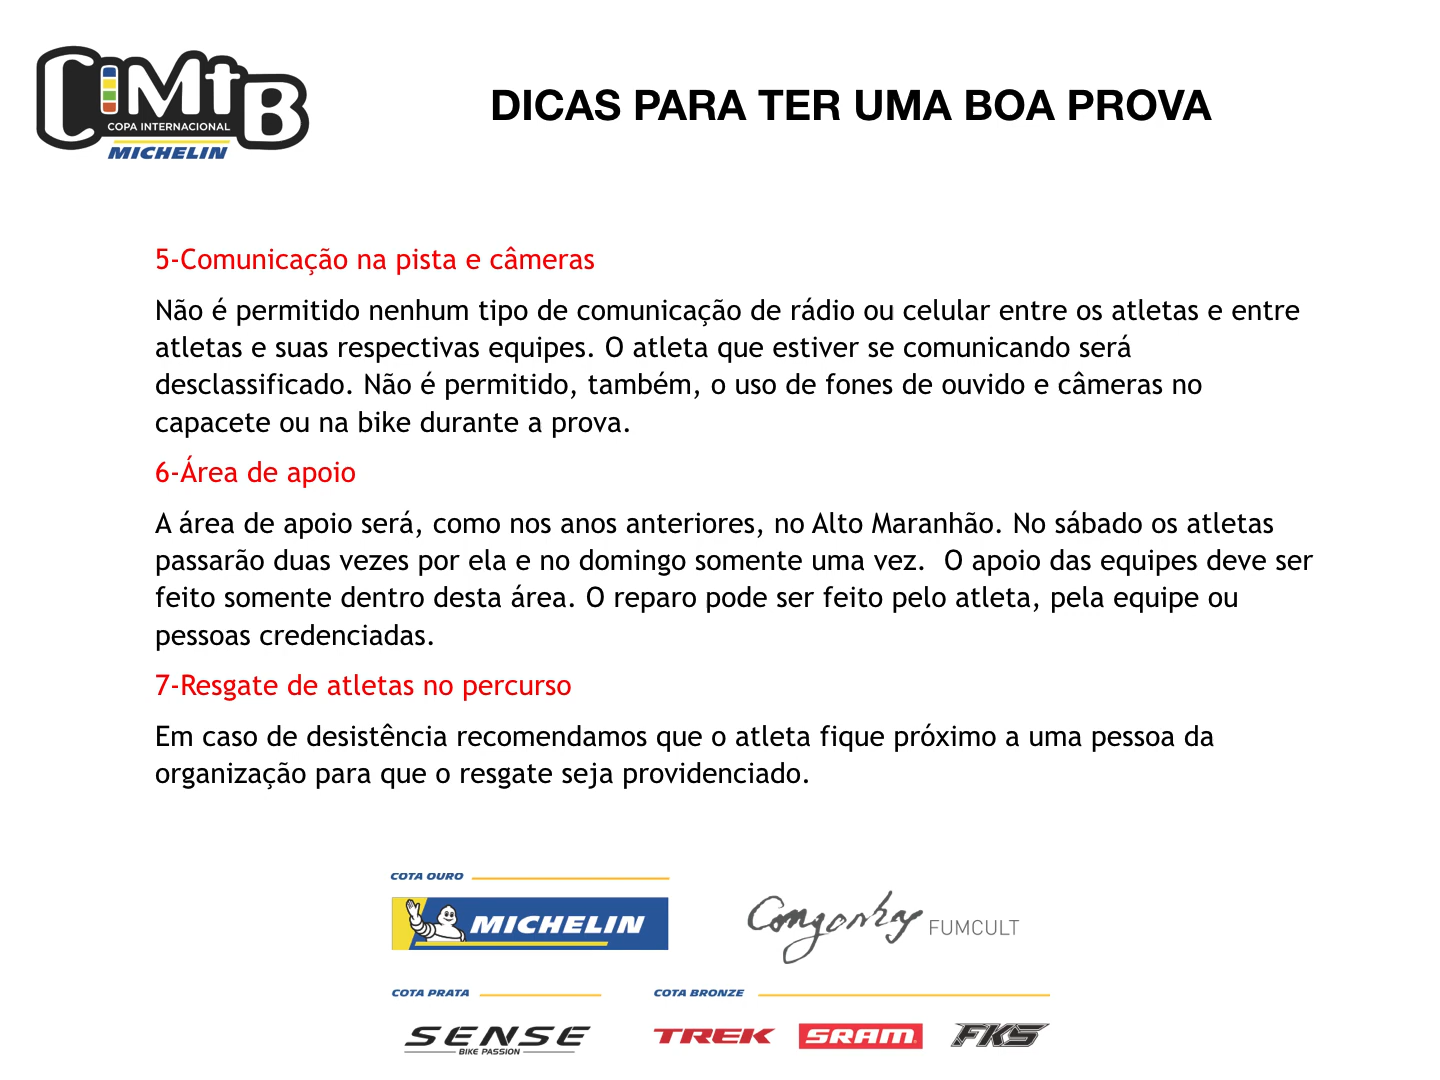 CiMtB
COPA INTERNACIONAL
MICHELIN
DICAS PARA TER UMA BOA PROVA
5-Comunicação na pista e câmeras
Não é permitido nenhum tipo de comunicação de rádio ou celular entre os atletas e entre
atletas e suas respectivas equipes. O atleta que estiver se comunicando será
desclassificado. Não é permitido, também, o uso de fones de ouvido e câmeras no
capacete ou na bike durante a prova.
6-Área de apoio
A área de apoio será, como nos anos anteriores, no Alto Maranhão. No sábado os atletas
passarão duas vezes por ela e no domingo somente uma vez.  O apoio das equipes deve ser
feito somente dentro desta área. O reparo pode ser feito pelo atleta, pela equipe ou
pessoas credenciadas.
7-Resgate de atletas no percurso
Em caso de desistência recomendamos que o atleta fique próximo a uma pessoa da
organização para que o resgate seja providenciado.
COTA OURO
MICHELIN
Congonhas FUMCULT
COTA PRATA
COTA BRONZE
SENSE
BIKE PASSION
TREK
SRAM
FKS